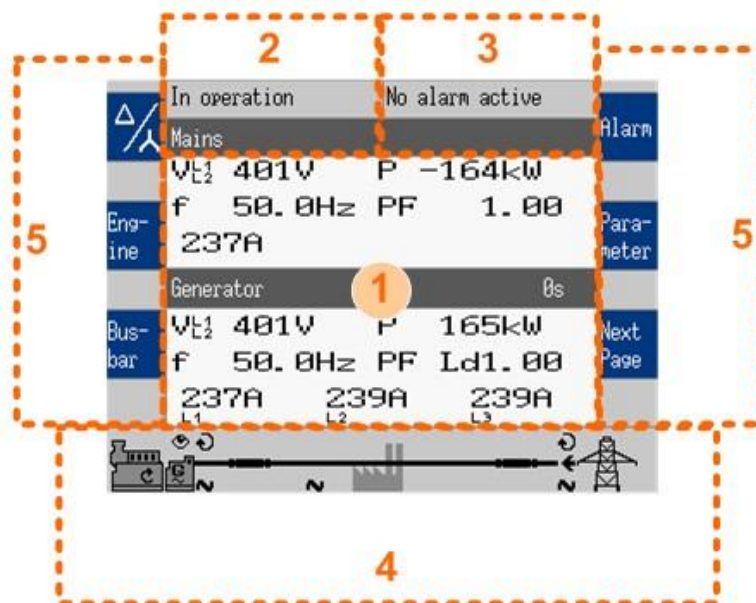 2
3
In operation
No alarm active
Mains
Alarm
VL1
L2 401V P -164kW
f 50.0Hz PF 1.00
Eng-
ine
Para-
meter
237A
5
5
Generator
1
0s
VL1
L2 401V P 165kW
Bus-
bar
Next
Page
f 50.0Hz PF Ld1.00
237A 239A 239A
L1 L2 L3
G
4